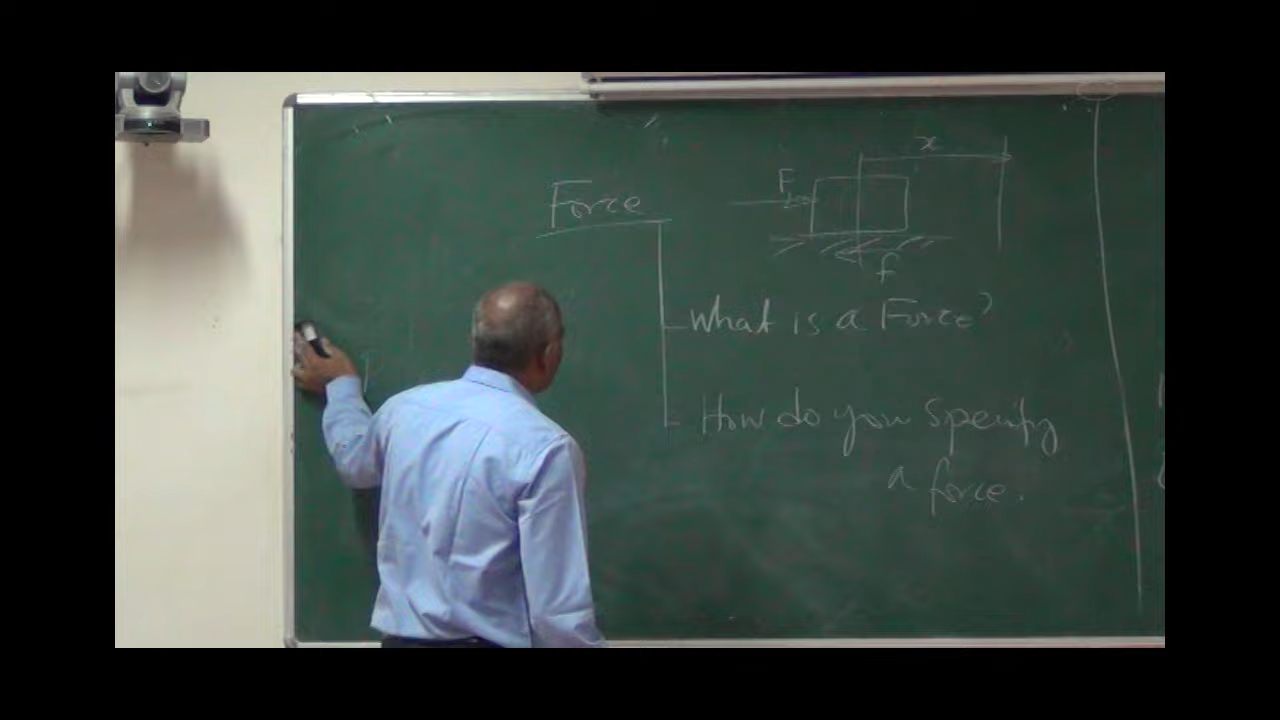 x
F
Force
f
What is a Force?
How do you specify
a force.